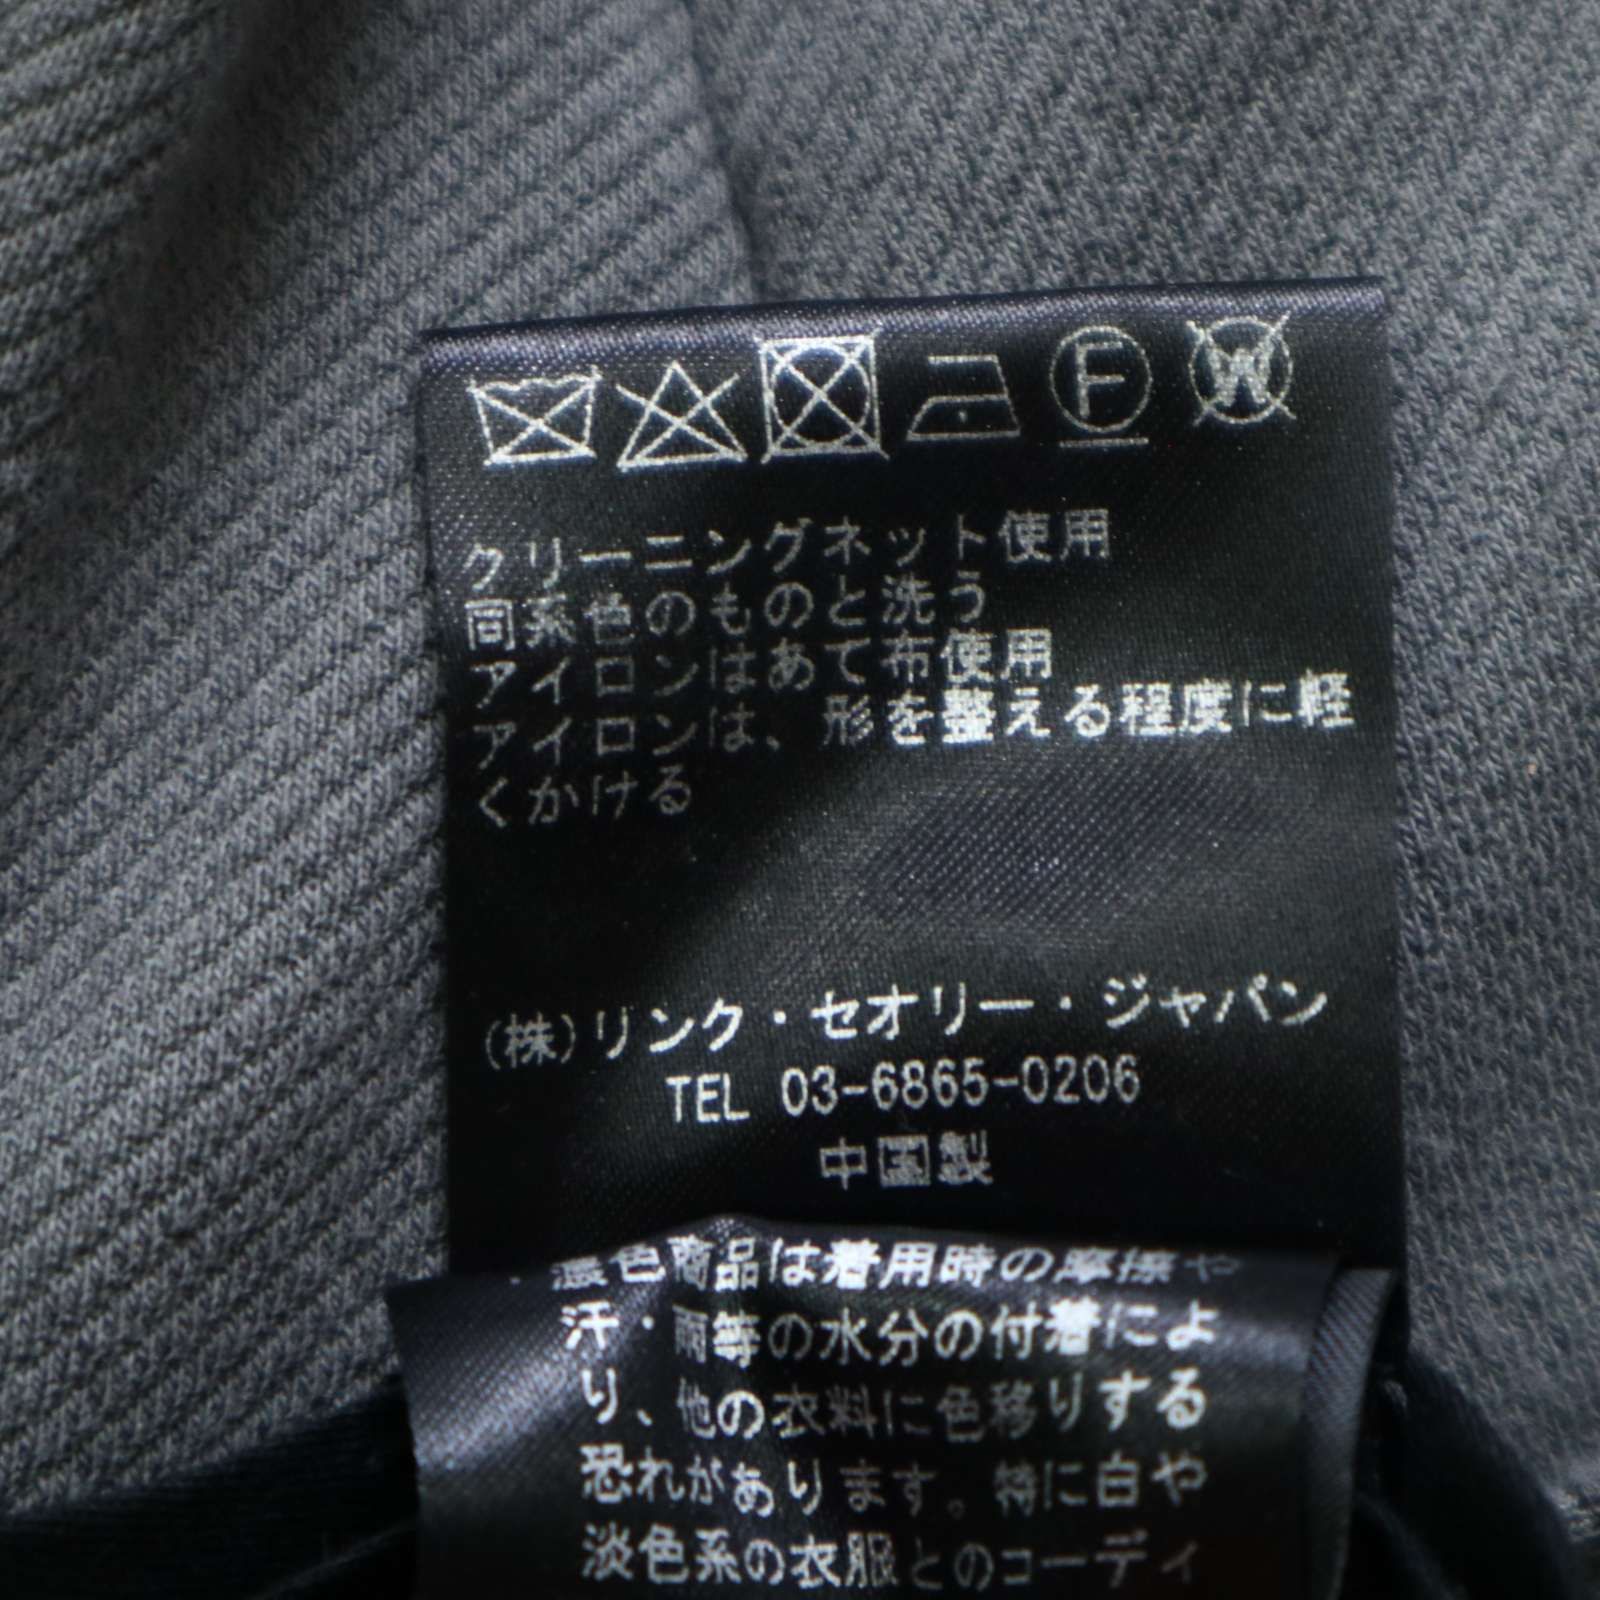 F
W
クリーニングネット使用
同系色のものと洗う
アイロンはあて布使用
アイロンは、形を整える程度に軽
くかける
(株)リンク・セオリー・ジャパン
TEL 03-6865-0206
中国製
・濃色商品は着用時の摩擦や
汗・雨等の水分の付着によ
り、他の衣料に色移りする
恐れがあります。特に白や
淡色系の衣服とのコーディ